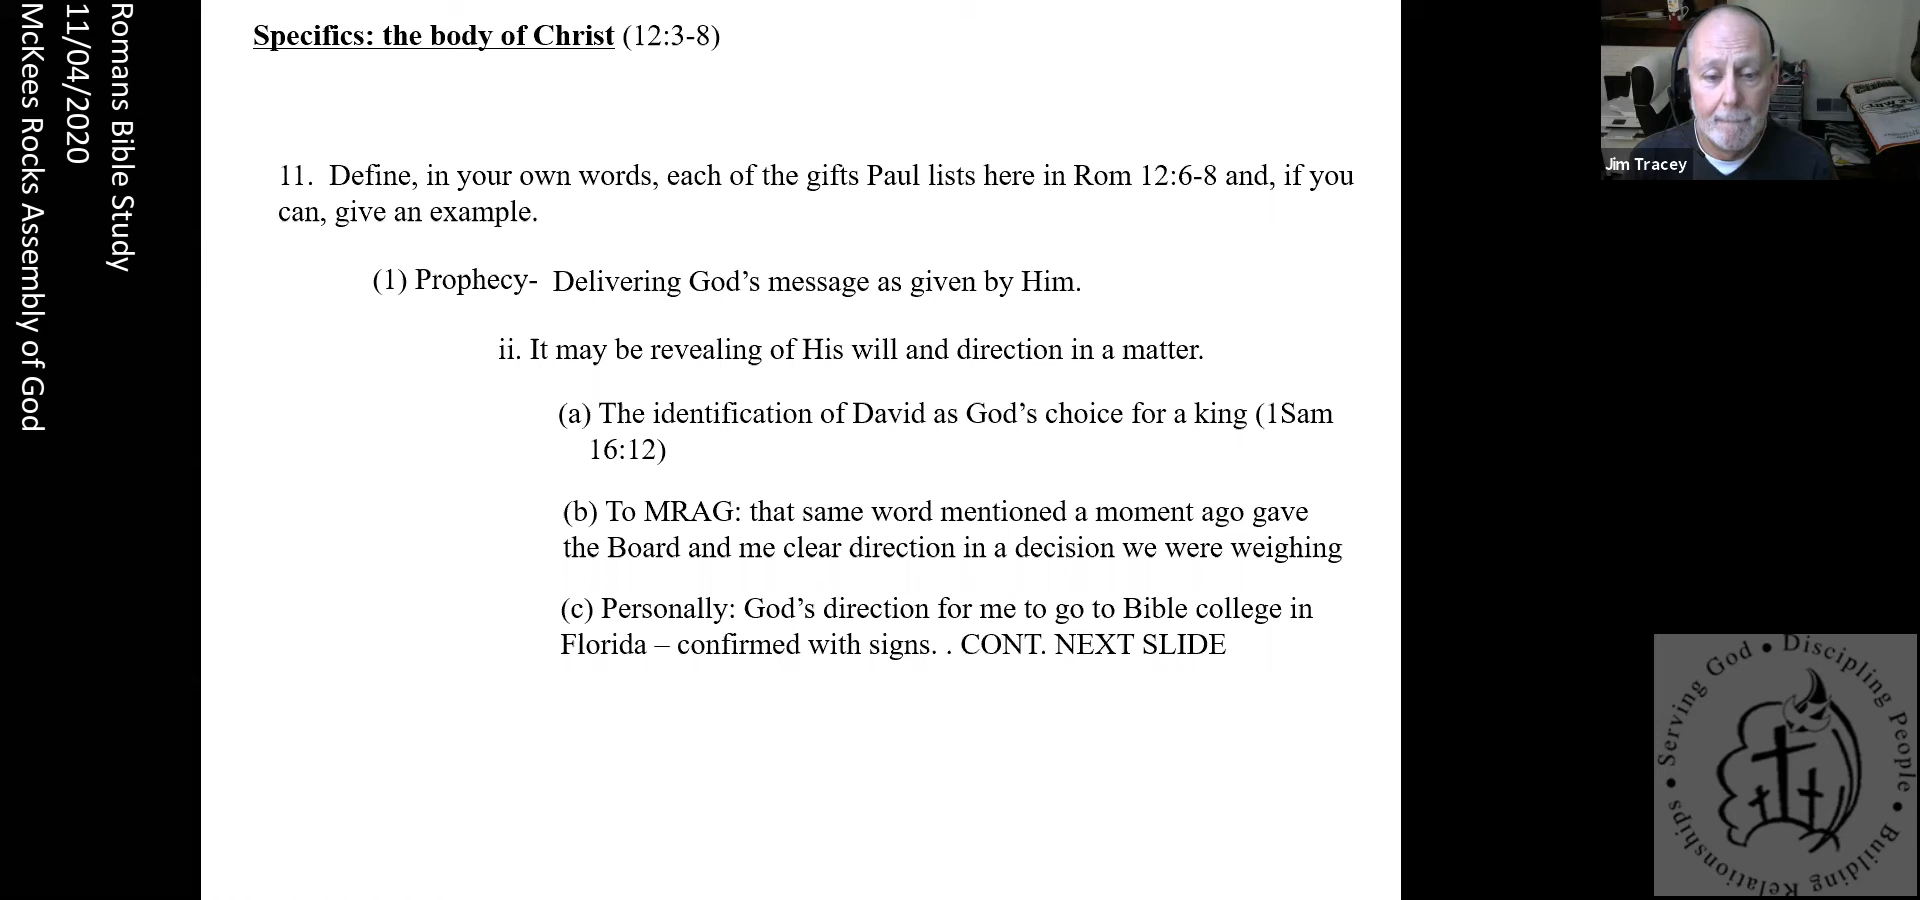 Romans Bible Study
11/04/2020
McKees Rocks Assembly of God
Specifics: the body of Christ (12:3-8)
11. Define, in your own words, each of the gifts Paul lists here in Rom 12:6-8 and, if you
can, give an example.
(1) Prophecy- Delivering God’s message as given by Him.
ii. It may be revealing of His will and direction in a matter.
(a) The identification of David as God’s choice for a king (1Sam
16:12)
(b) To MRAG: that same word mentioned a moment ago gave
the Board and me clear direction in a decision we were weighing
(c) Personally: God’s direction for me to go to Bible college in
Florida – confirmed with signs. . CONT. NEXT SLIDE
Jim Tracey
• Serving God • Discipling People • Building Relationships